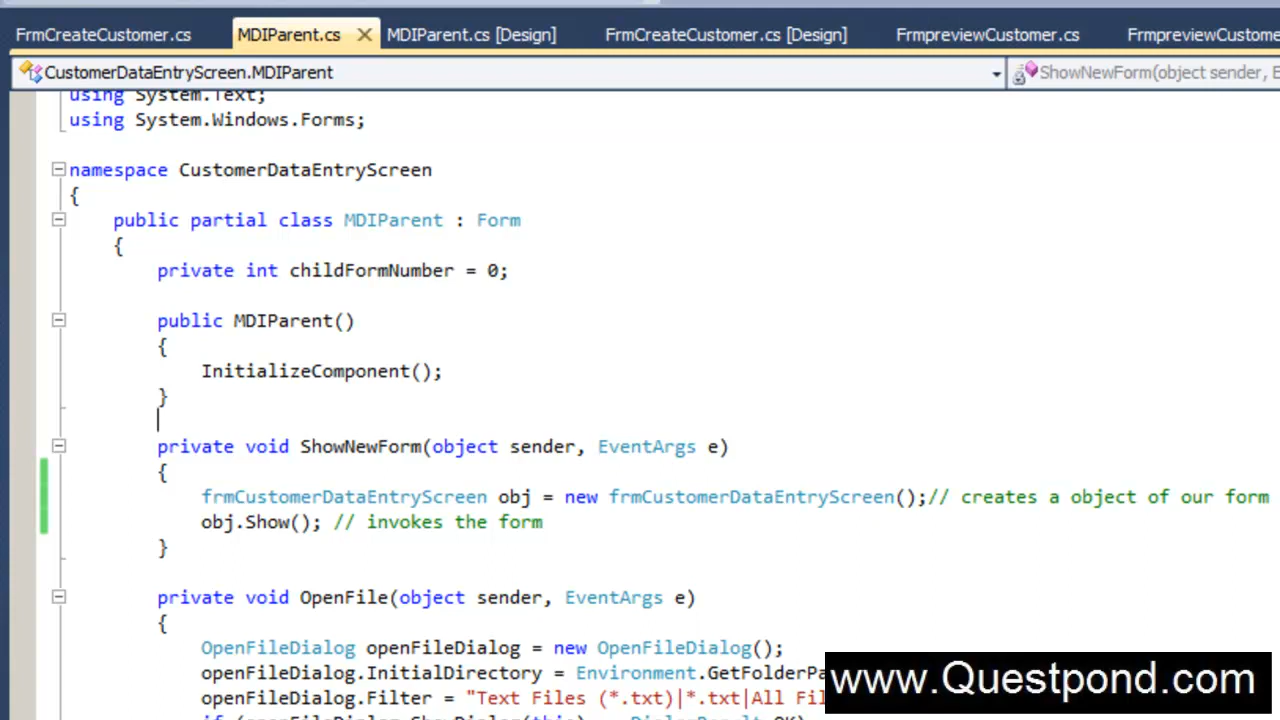 FrmCreateCustomer.cs MDIParent.cs MDIParent.cs [Design] FrmCreateCustomer.cs [Design] FrmpreviewCustomer.cs FrmpreviewCustome
CustomerDataEntryScreen.MDIParent ShowNewForm(object sender, E
using System.Text;
using System.Windows.Forms;
namespace CustomerDataEntryScreen
{
public partial class MDIParent : Form
{
private int childFormNumber = 0;
public MDIParent()
{
InitializeComponent();
}
private void ShowNewForm(object sender, EventArgs e)
{
frmCustomerDataEntryScreen obj = new frmCustomerDataEntryScreen();// creates a object of our form
obj.Show(); // invokes the form
}
private void OpenFile(object sender, EventArgs e)
{
OpenFileDialog openFileDialog = new OpenFileDialog();
openFileDialog.InitialDirectory = Environment.GetFolderPa
openFileDialog.Filter = "Text Files (*.txt)|*.txt|All Fil
www.Questpond.com